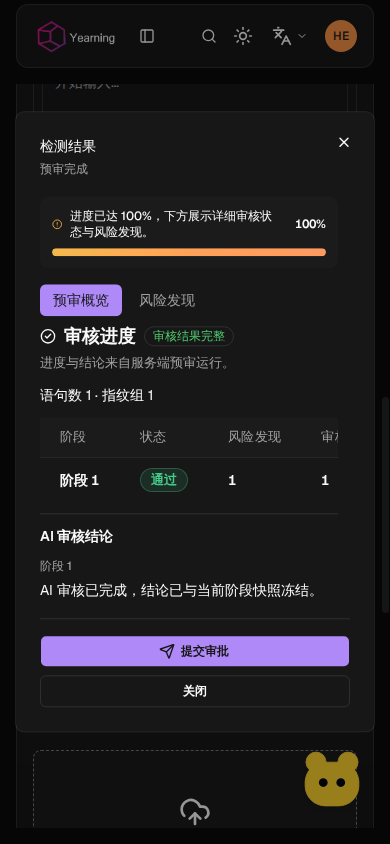 Yearning
HE
开始输入…
检测结果
预审完成
进度已达 100%，下方展示详细审核状
态与风险发现。
100%
预审概览
风险发现
审核进度
审核结果完整
进度与结论来自服务端预审运行。
语句数 1 · 指纹组 1
阶段
状态
风险发现
审
阶段 1
通过
1
1
AI 审核结论
阶段 1
AI 审核已完成，结论已与当前阶段快照冻结。
提交审批
关闭